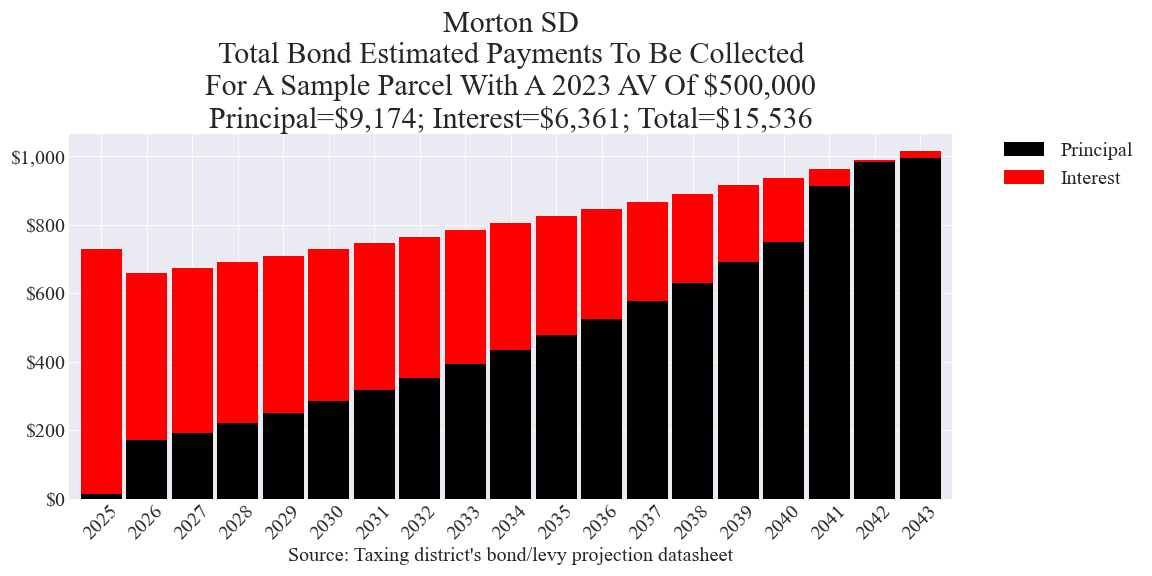 Morton SD
Total Bond Estimated Payments To Be Collected
For A Sample Parcel With A 2023 AV Of $500,000
Principal=$9,174; Interest=$6,361; Total=$15,536
Principal
Interest
$1,000
$800
$600
$400
$200
$0
2025 2026 2027 2028 2029 2030 2031 2032 2033 2034 2035 2036 2037 2038 2039 2040 2041 2042 2043
Source: Taxing district's bond/levy projection datasheet